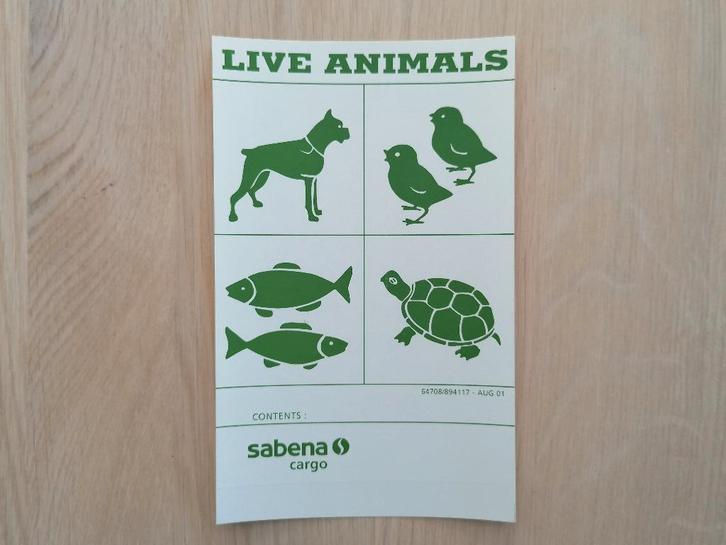 LIVE ANIMALS
64708/894117 - AUG 01
CONTENTS :
sabena
cargo